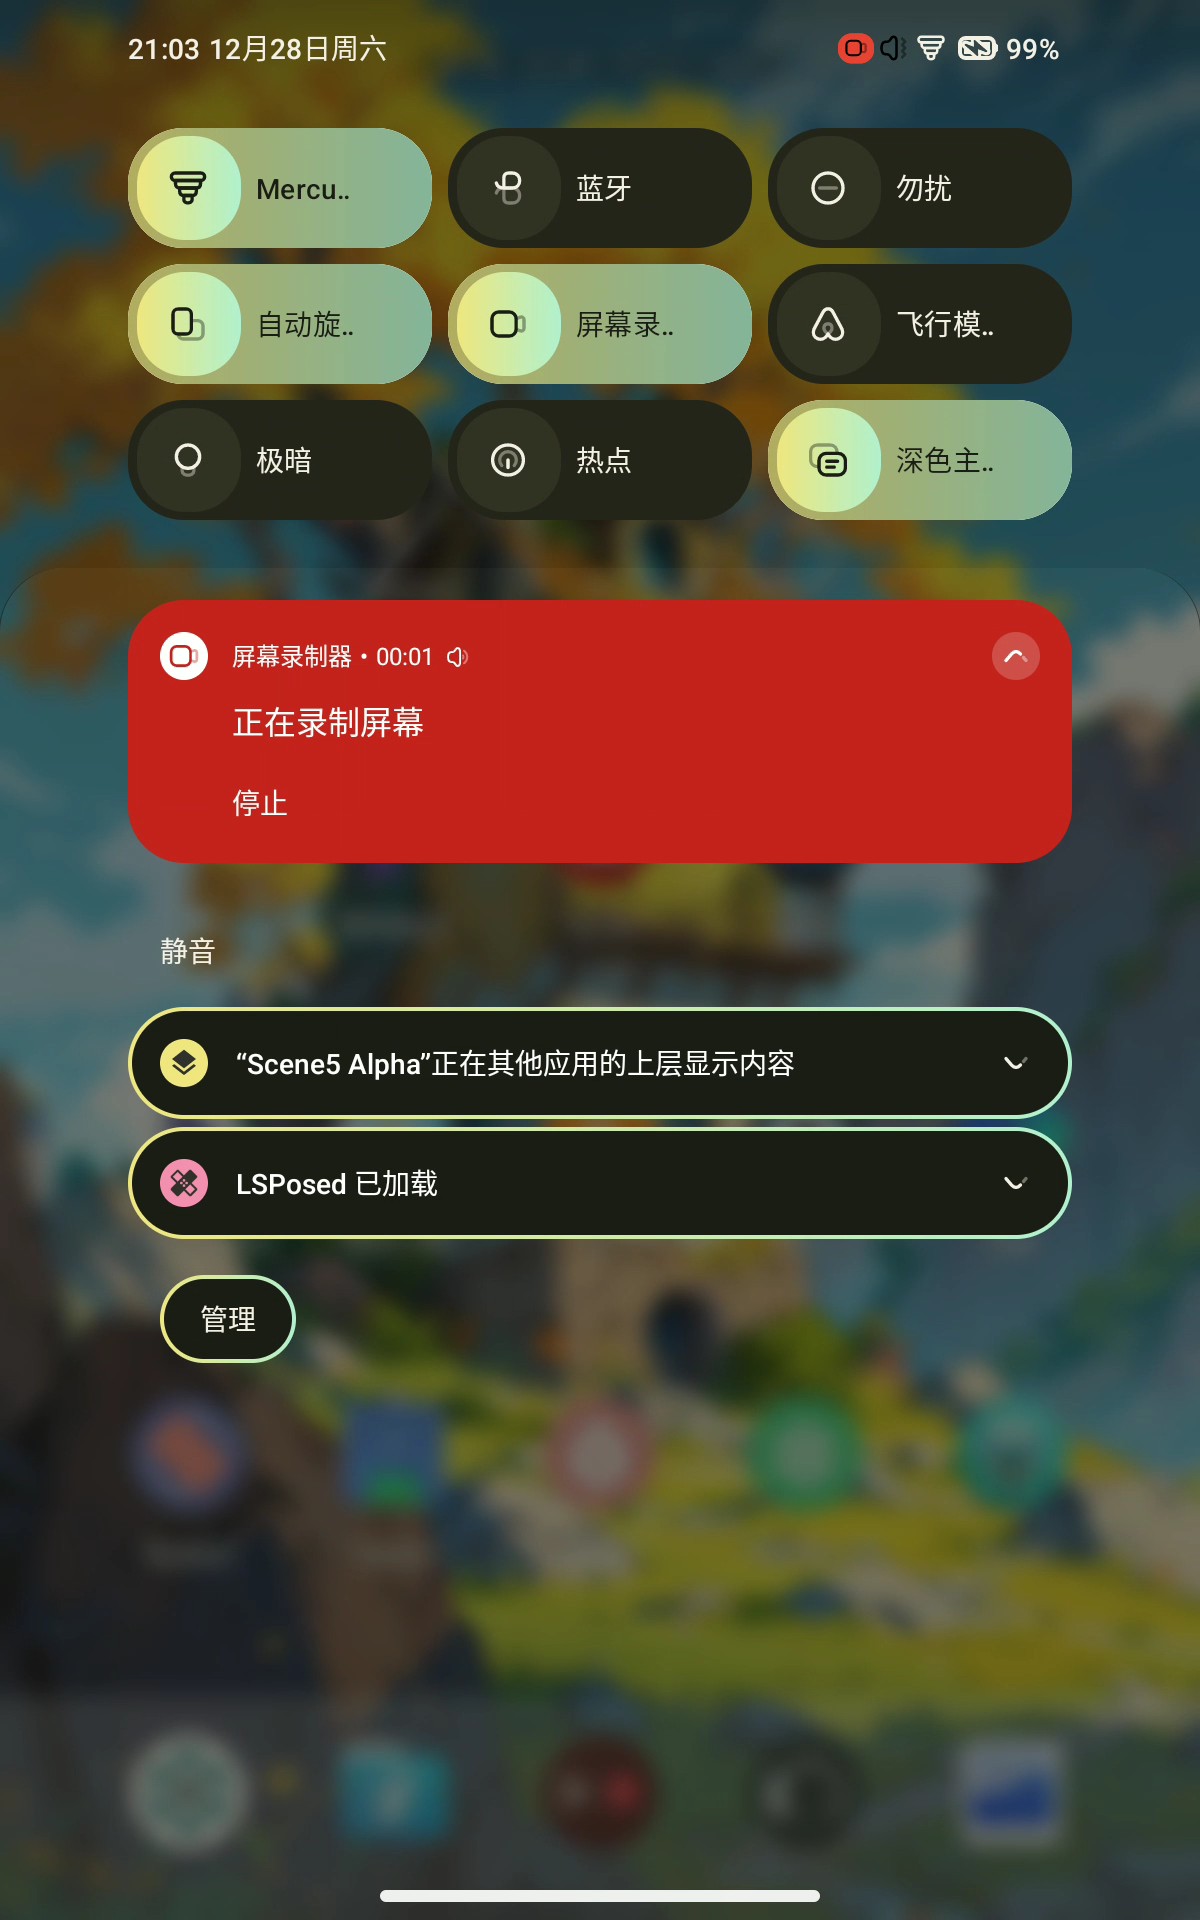 21:03 12月28日周六
99%
Mercu..
蓝牙
勿扰
自动旋..
屏幕录..
飞行模..
极暗
热点
深色主..
屏幕录制器 • 00:01
正在录制屏幕
停止
静音
“Scene5 Alpha”正在其他应用的上层显示内容
LSPosed 已加载
管理